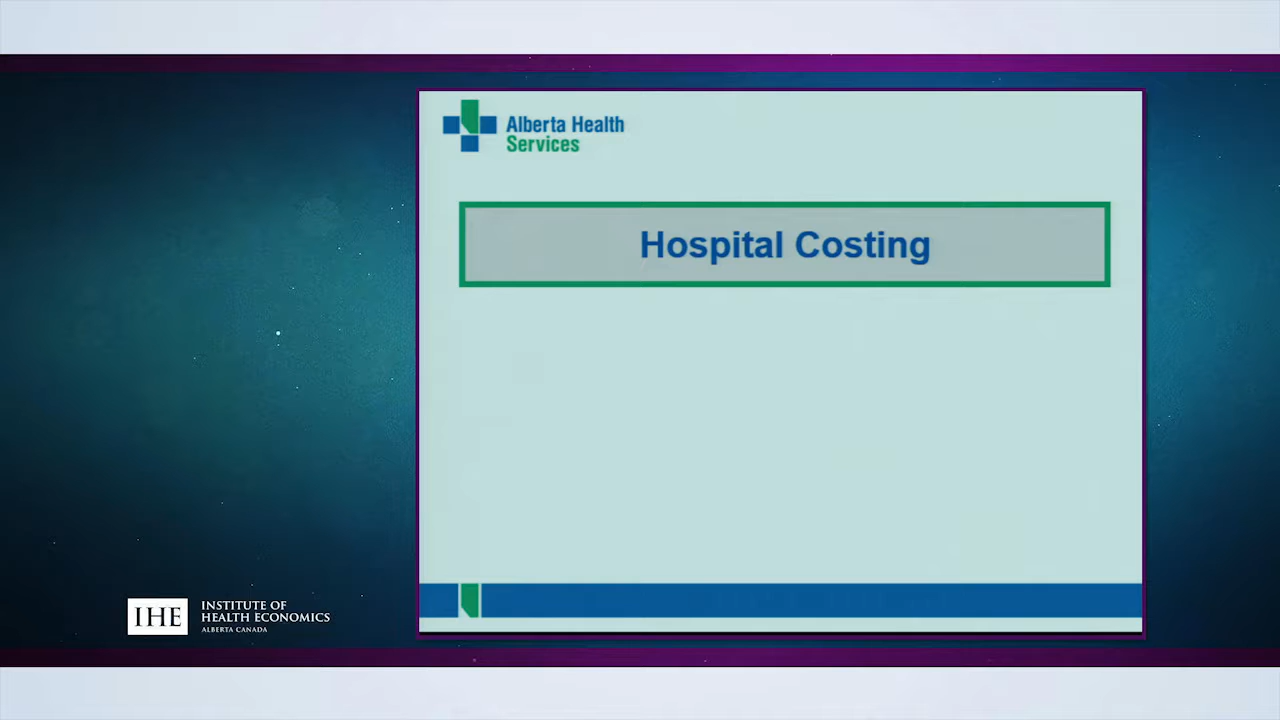 Alberta Health
Services
Hospital Costing
IHE
INSTITUTE OF
HEALTH ECONOMICS
ALBERTA CANADA